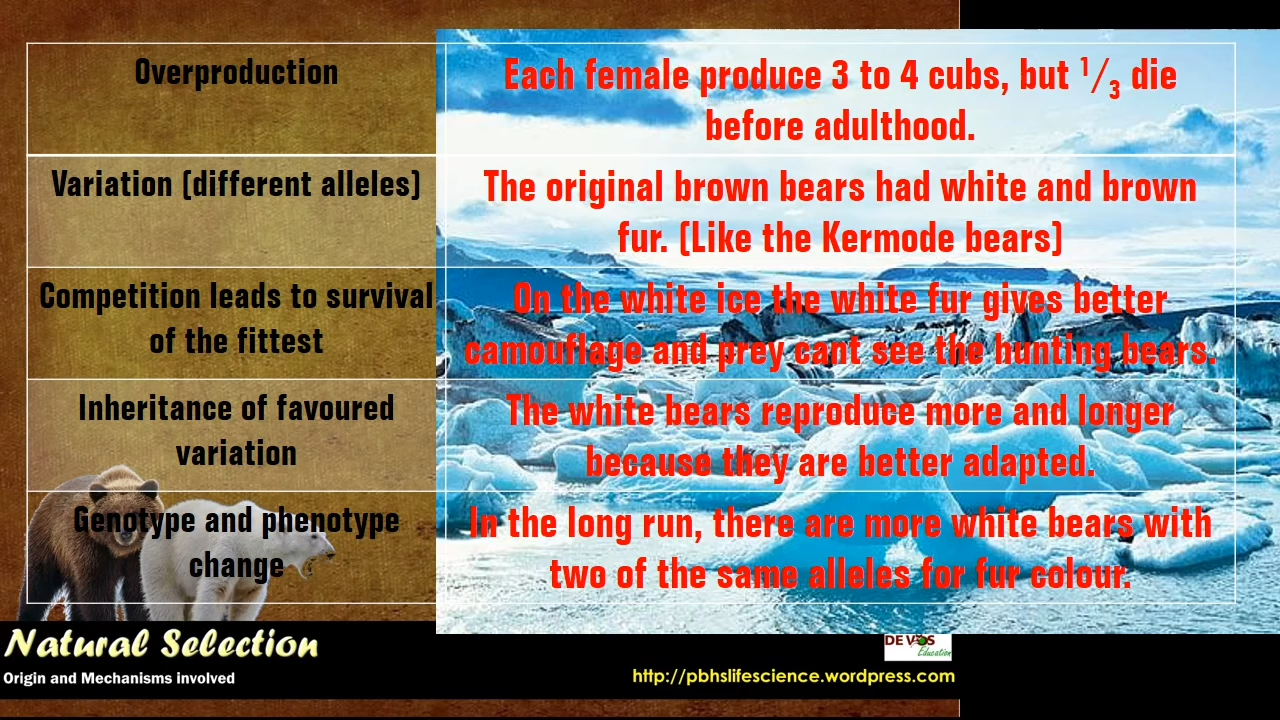 Overproduction
Each female produce 3 to 4 cubs, but 1/3 die
before adulthood.
Variation (different alleles)
The original brown bears had white and brown
fur. (Like the Kermode bears)
Competition leads to survival
of the fittest
On the white ice the white fur gives better
camouflage and prey cant see the hunting bears.
Inheritance of favoured
variation
The white bears reproduce more and longer
because they are better adapted.
Genotype and phenotype
change
In the long run, there are more white bears with
two of the same alleles for fur colour.
Natural Selection
Origin and Mechanisms involved
DE VOS
Education
http://pbhslifescience.wordpress.com